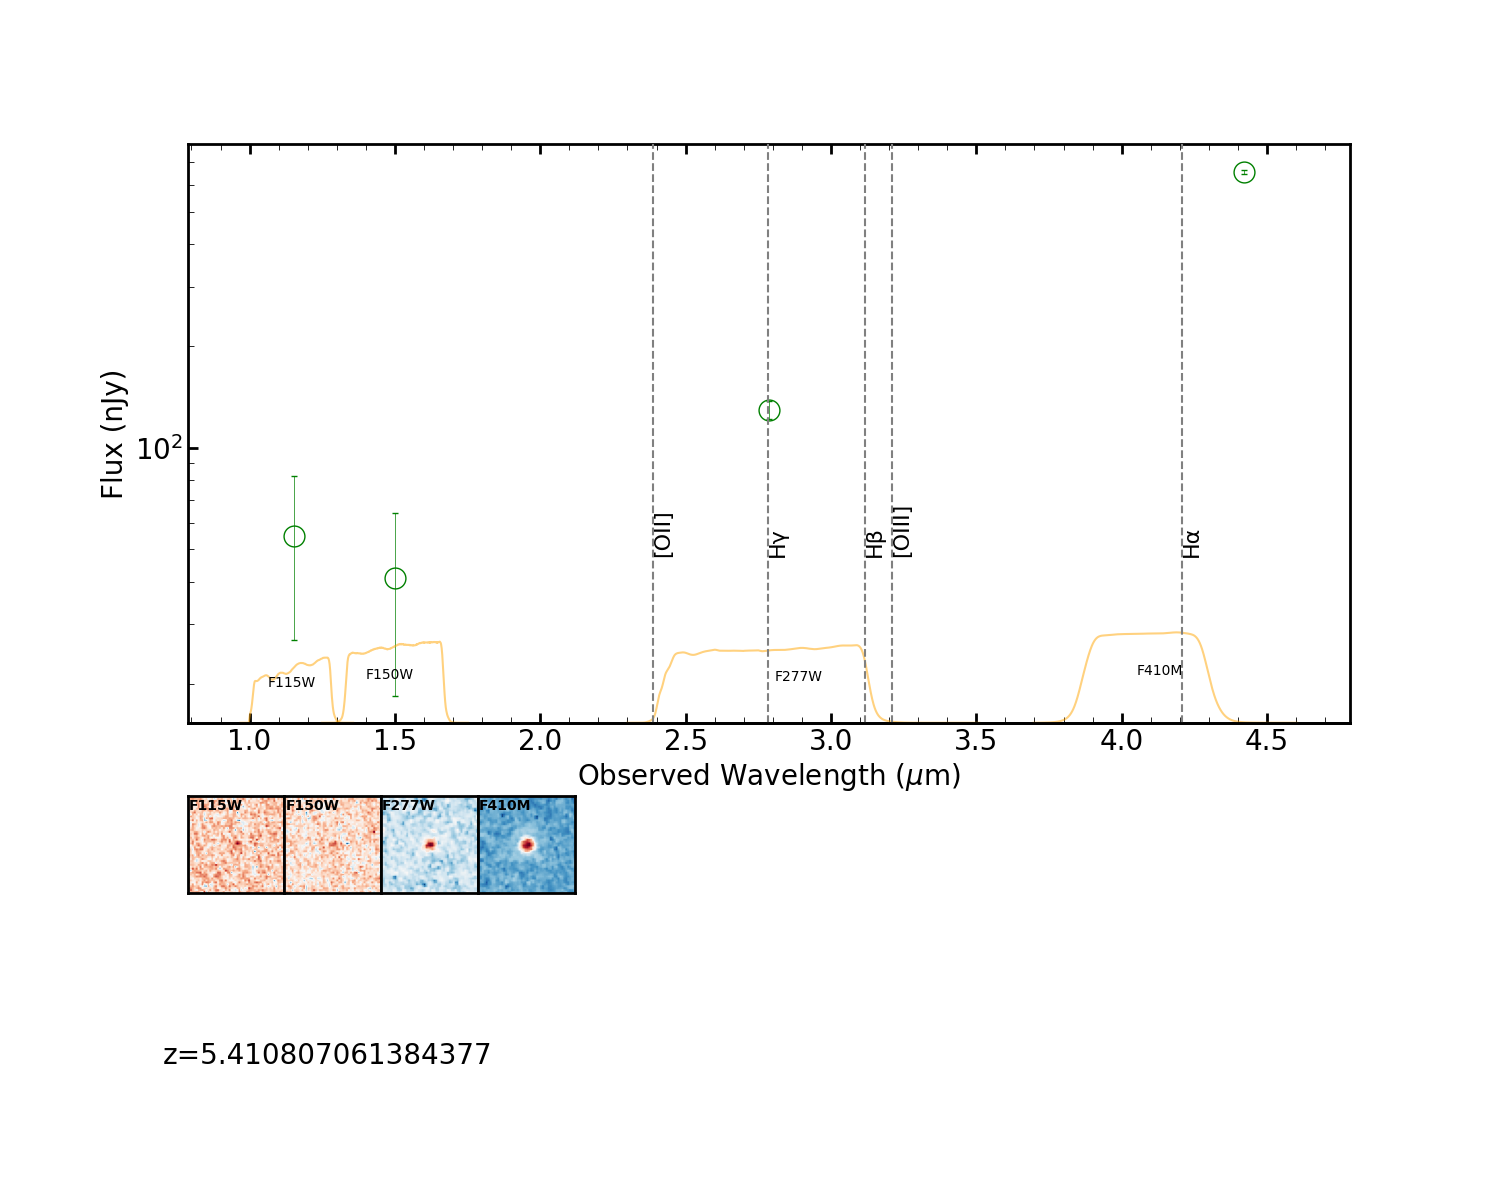 Flux (nJy)
10²
[OII]
Hγ
Hβ
[OIII]
Hα
F115W
F150W
F277W
F410M
1.0 1.5 2.0 2.5 3.0 3.5 4.0 4.5
Observed Wavelength (μm)
F115W F150W F277W F410M
z=5.410807061384377